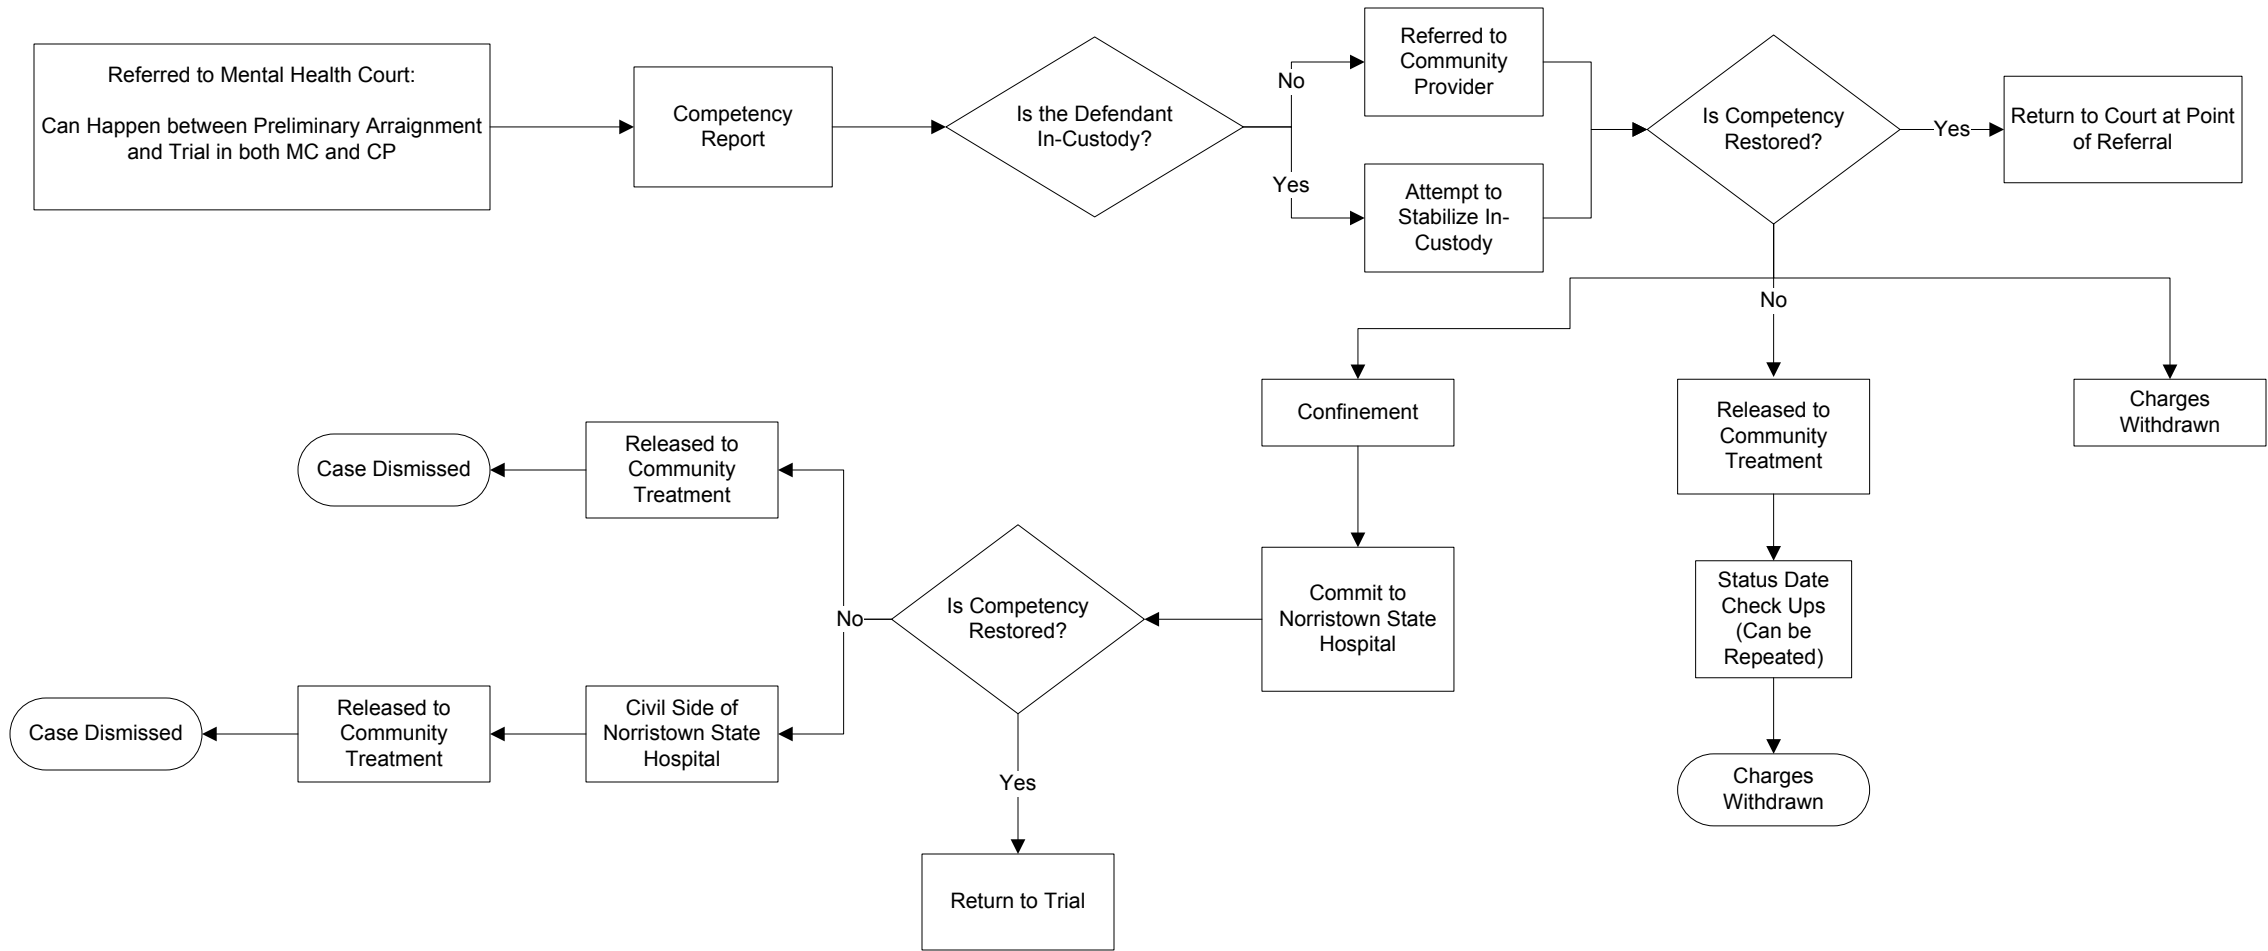 Referred to Mental Health Court:
Can Happen between Preliminary Arraignment
and Trial in both MC and CP
Competency
Report
Is the Defendant
In-Custody?
No
Yes
Referred to
Community
Provider
Attempt to
Stabilize In-
Custody
Is Competency
Restored?
Yes
Return to Court at Point
of Referral
No
Confinement
Released to
Community
Treatment
Charges
Withdrawn
Commit to
Norristown State
Hospital
Status Date
Check Ups
(Can be
Repeated)
Charges
Withdrawn
Is Competency
Restored?
No
Released to
Community
Treatment
Case Dismissed
Civil Side of
Norristown State
Hospital
Released to
Community
Treatment
Case Dismissed
Yes
Return to Trial